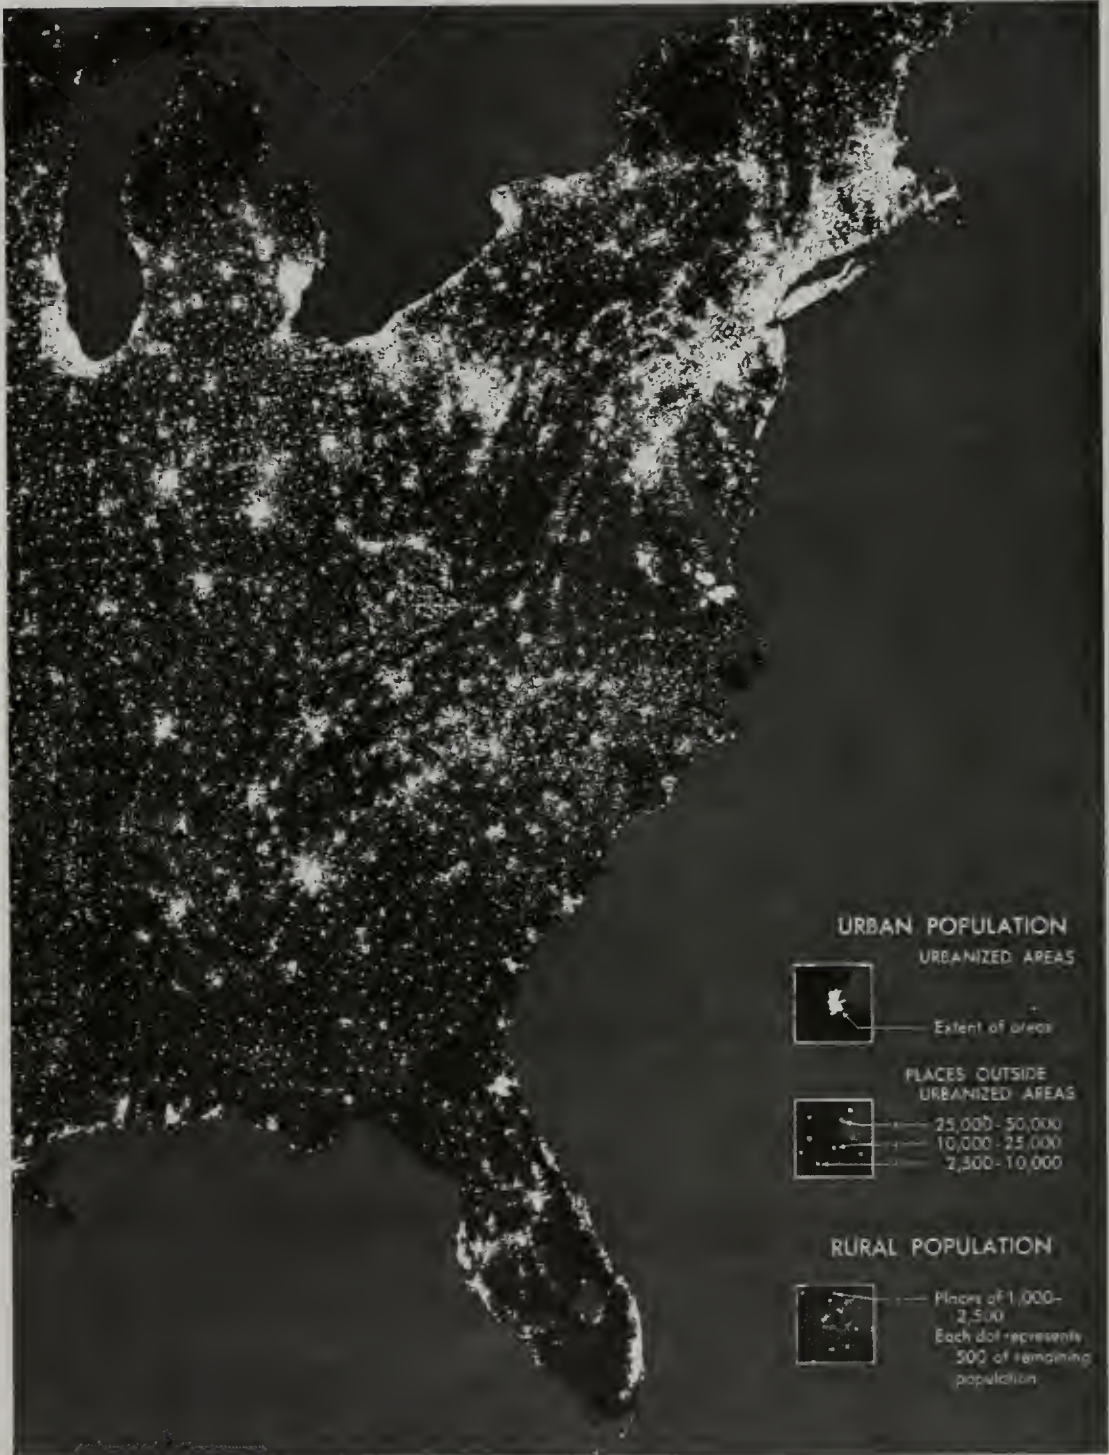 URBAN POPULATION
URBANIZED AREAS
Extent of areas
PLACES OUTSIDE
URBANIZED AREAS
25,000-50,000
10,000-25,000
2,500-10,000
RURAL POPULATION
Places of 1,000-
2,500
Each dot represents
500 of remaining
population